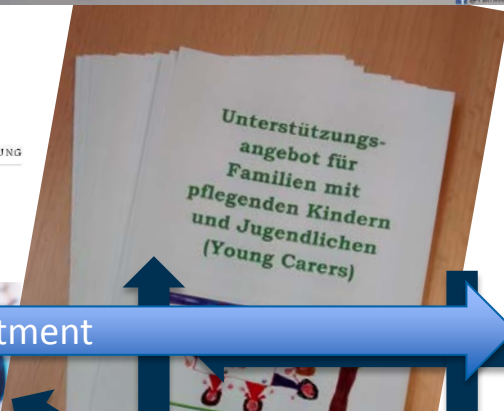 UNG
Unterstützungs-
angebot für
Familien mit
pflegenden Kindern
und Jugendlichen
(Young Carers)
tment